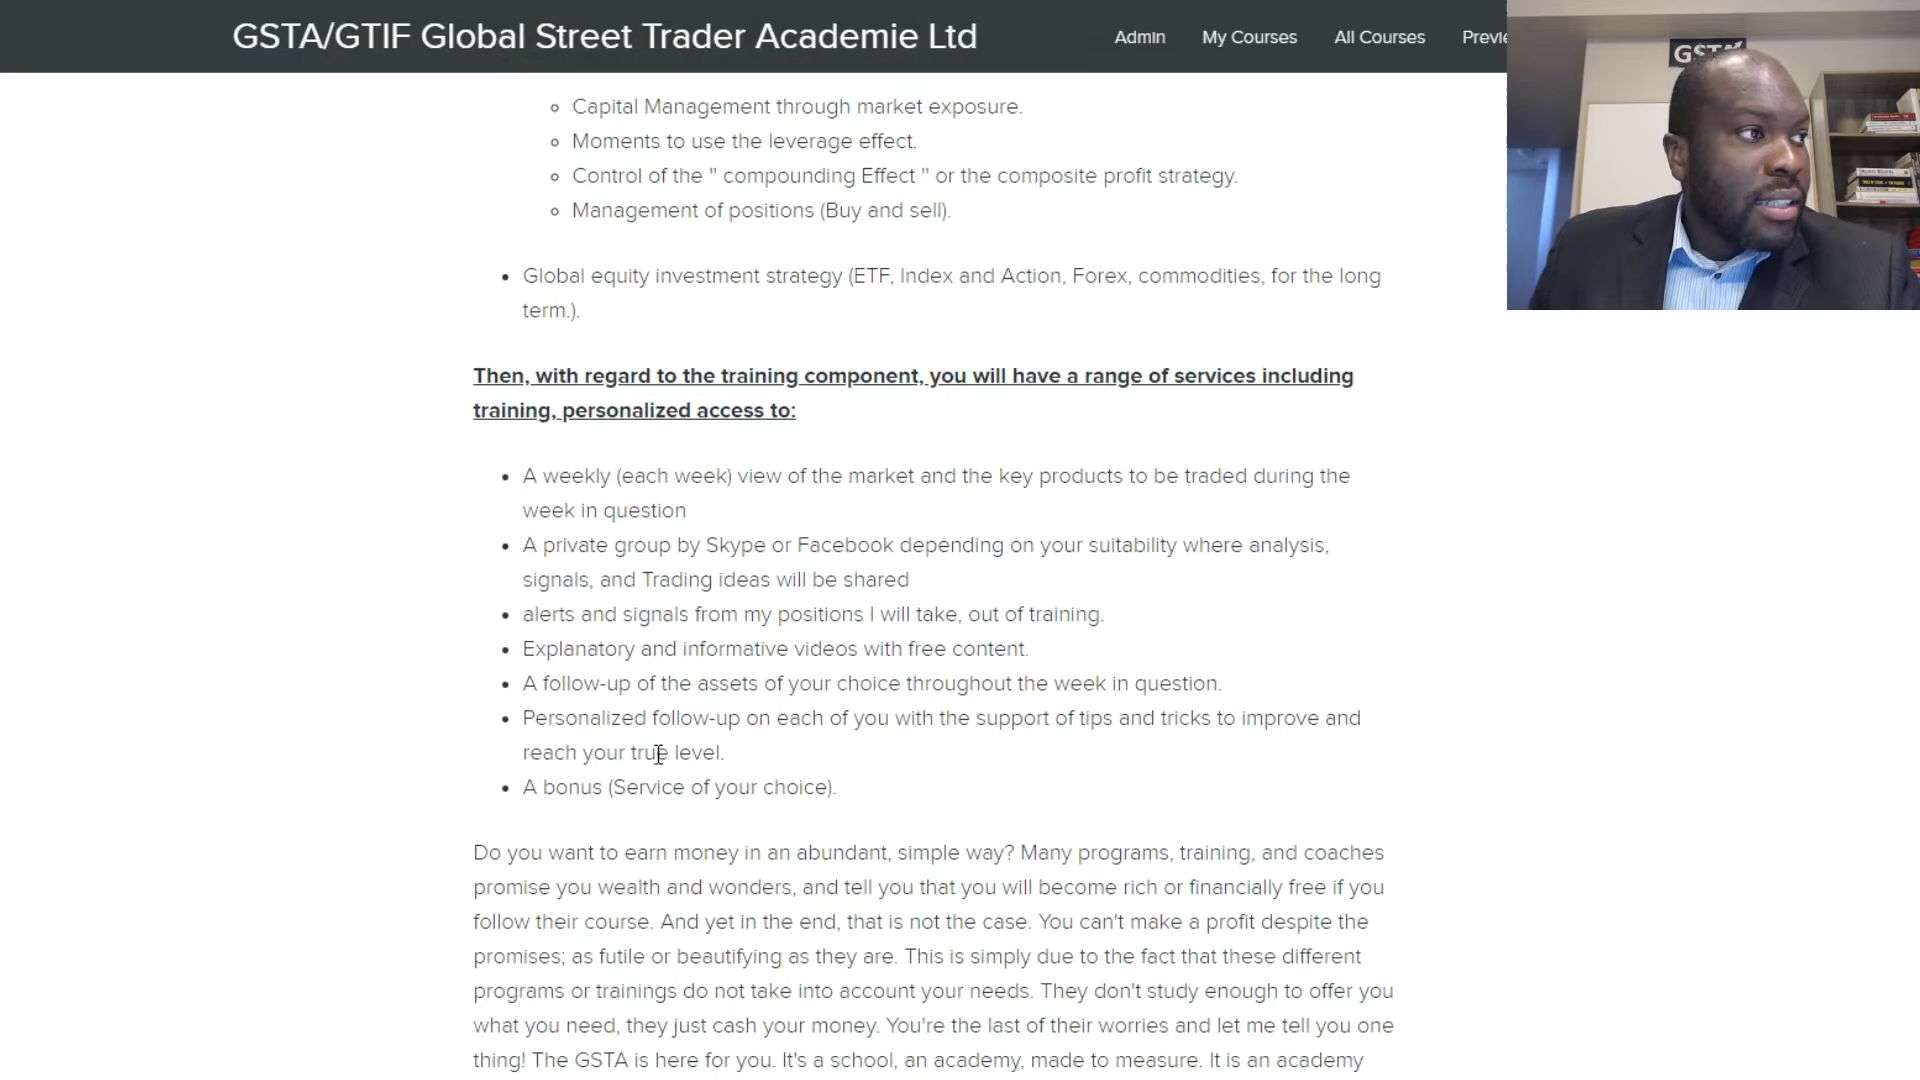 GSTA/GTIF Global Street Trader Academie Ltd
Admin My Courses All Courses
GSTA
Capital Management through market exposure.
Moments to use the leverage effect.
Control of the " compounding Effect " or the composite profit strategy.
Management of positions (Buy and sell).
Global equity investment strategy (ETF, Index and Action, Forex, commodities, for the long
term.).
Then, with regard to the training component, you will have a range of services including
training, personalized access to:
A weekly (each week) view of the market and the key products to be traded during the
week in question
A private group by Skype or Facebook depending on your suitability where analysis,
signals, and Trading ideas will be shared
alerts and signals from my positions I will take, out of training.
Explanatory and informative videos with free content.
A follow-up of the assets of your choice throughout the week in question.
Personalized follow-up on each of you with the support of tips and tricks to improve and
reach your true level.
A bonus (Service of your choice).
Do you want to earn money in an abundant, simple way? Many programs, training, and coaches
promise you wealth and wonders, and tell you that you will become rich or financially free if you
follow their course. And yet in the end, that is not the case. You can't make a profit despite the
promises; as futile or beautifying as they are. This is simply due to the fact that these different
programs or trainings do not take into account your needs. They don't study enough to offer you
what you need, they just cash your money. You're the last of their worries and let me tell you one
thing! The GSTA is here for you. It's a school, an academy, made to measure. It is an academy